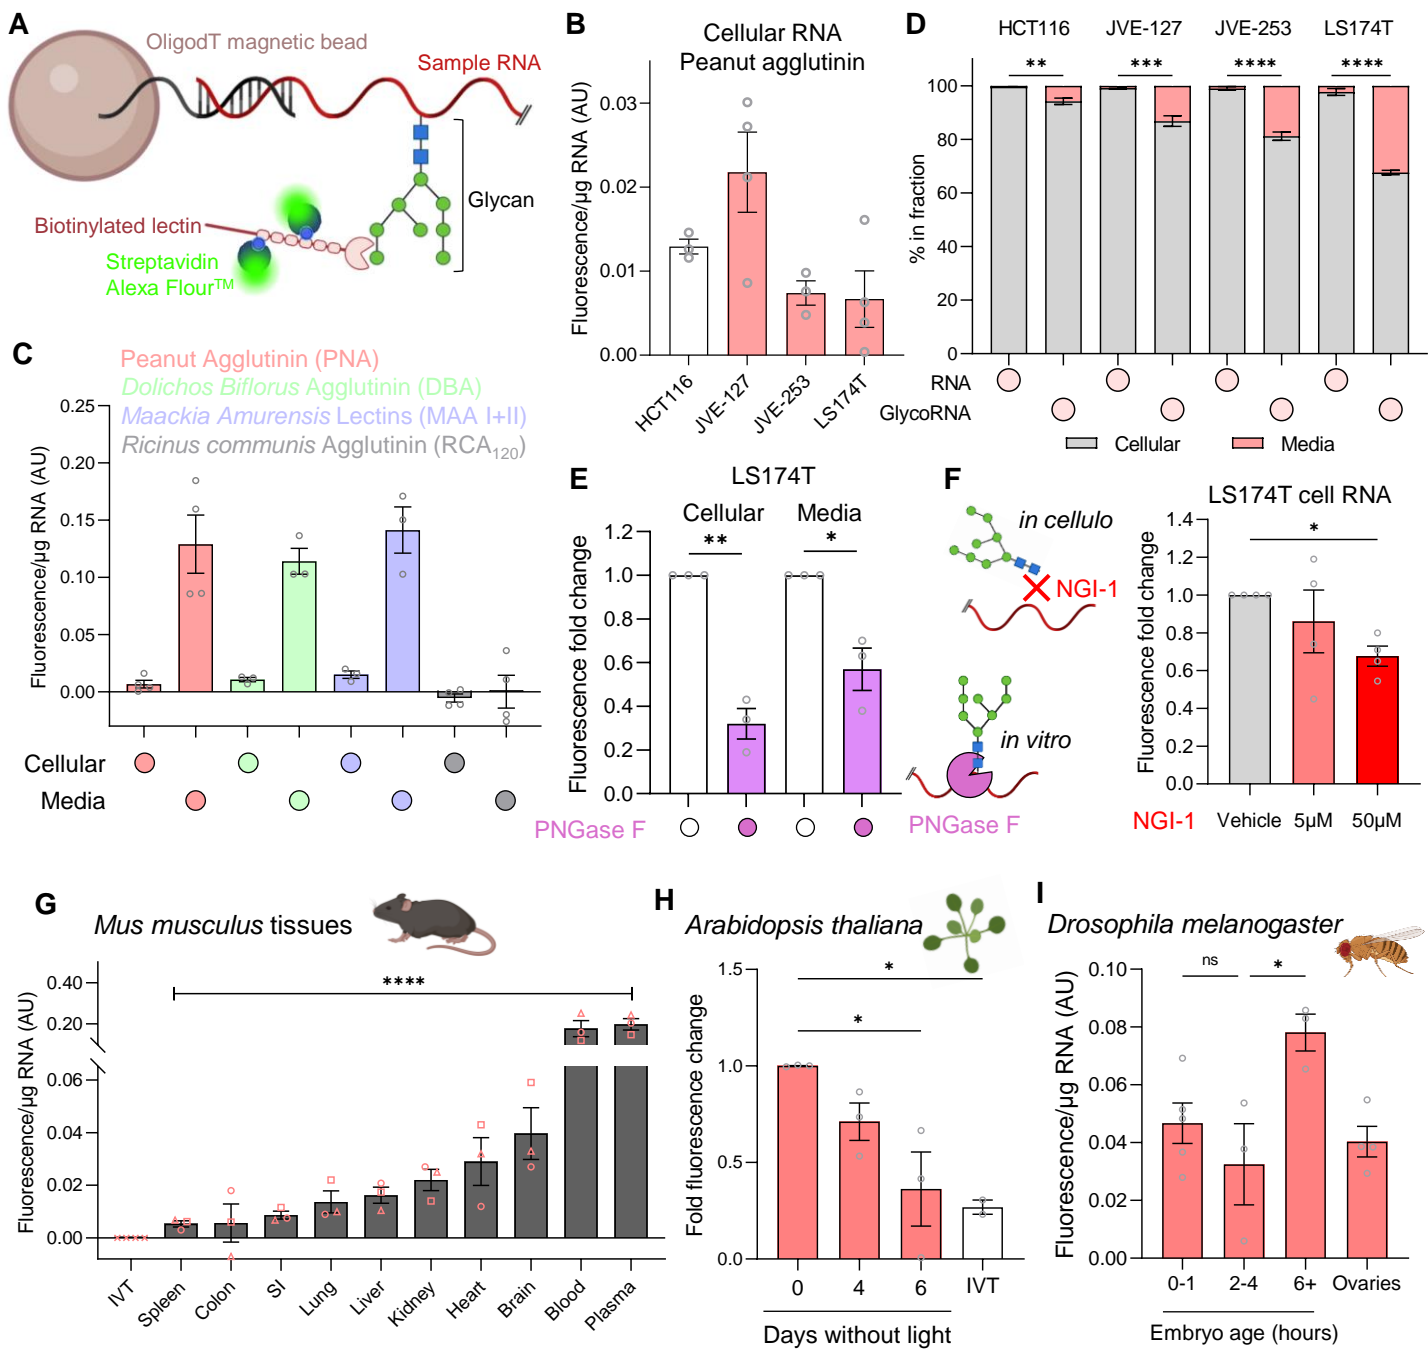 A
OligodT magnetic bead
Sample RNA
Glycan
Biotinylated lectin
Streptavidin
Alexa Flour™
B
Cellular RNA
Peanut agglutinin
Fluorescence/µg RNA (AU)
0.03
0.02
0.01
0.00
HCT116
JVE-127
JVE-253
LS174T
D
HCT116
JVE-127
JVE-253
LS174T
**
***
****
****
% in fraction
100
80
60
40
20
0
RNA
GlycoRNA
Cellular
Media
C
Peanut Agglutinin (PNA)
Dolichos Biflorus Agglutinin (DBA)
Maackia Amurensis Lectins (MAA I+II)
Ricinus communis Agglutinin (RCA120)
Fluorescence/µg RNA (AU)
0.25
0.20
0.15
0.10
0.05
0.00
Cellular
Media
E
LS174T
Cellular
Media
**
*
Fluorescence fold change
1.2
1.0
0.8
0.6
0.4
0.2
0.0
PNGase F
F
in cellulo
NGI-1
in vitro
PNGase F
LS174T cell RNA
*
Fluorescence fold change
1.4
1.2
1.0
0.8
0.6
0.4
0.2
0.0
NGI-1
Vehicle
5µM
50µM
G
Mus musculus tissues
****
Fluorescence/µg RNA (AU)
0.40
0.20
0.06
0.04
0.02
0.00
IVT
Spleen
Colon
SI
Lung
Liver
Kidney
Heart
Brain
Blood
Plasma
H
Arabidopsis thaliana
*
*
Fold fluorescence change
1.5
1.0
0.5
0.0
0
4
6
IVT
Days without light
I
Drosophila melanogaster
ns
*
Fluorescence/µg RNA (AU)
0.10
0.08
0.06
0.04
0.02
0.00
0-1
2-4
6+
Ovaries
Embryo age (hours)